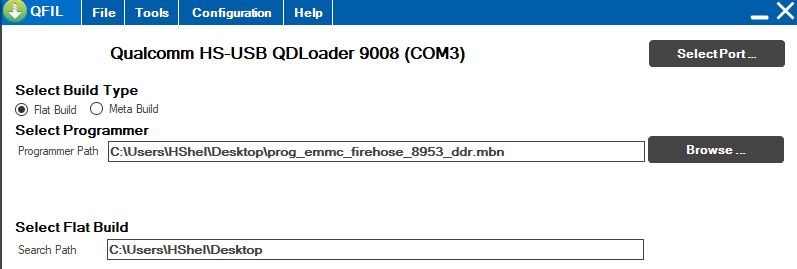 QFIL File Tools Configuration Help
Qualcomm HS-USB QDLoader 9008 (COM3)
Select Port ...
Select Build Type
Flat Build Meta Build
Select Programmer
Programmer Path C:\Users\HShel\Desktop\prog_emmc_firehose_8953_ddr.mbn Browse ...
Select Flat Build
Search Path C:\Users\HShel\Desktop